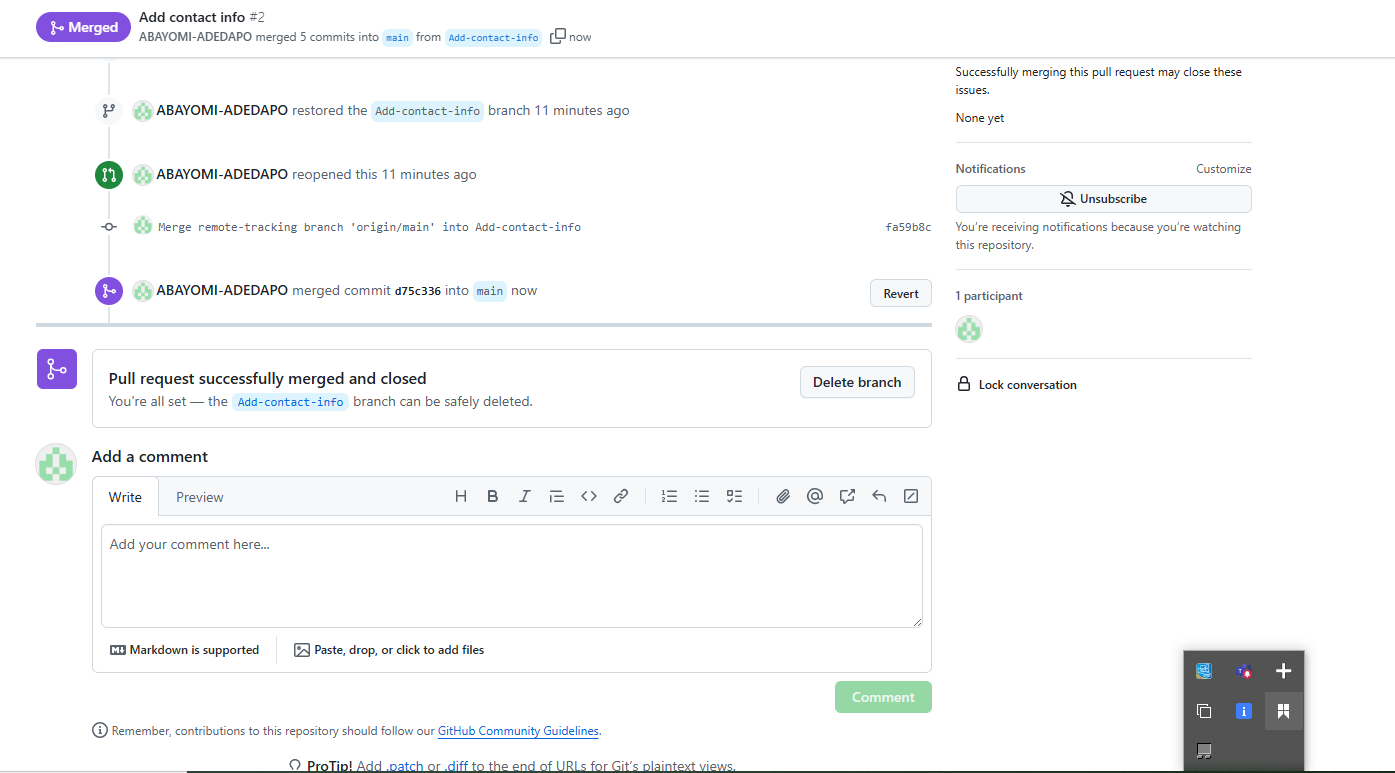 Merged
Add contact info #2
ABAYOMI-ADEDAPO merged 5 commits into main from Add-contact-info now
ABAYOMI-ADEDAPO restored the Add-contact-info branch 11 minutes ago
ABAYOMI-ADEDAPO reopened this 11 minutes ago
Merge remote-tracking branch 'origin/main' into Add-contact-info fa59b8c
ABAYOMI-ADEDAPO merged commit d75c336 into main now
Revert
Pull request successfully merged and closed
You're all set — the Add-contact-info branch can be safely deleted.
Delete branch
Add a comment
Write Preview
Add your comment here...
Markdown is supported
Paste, drop, or click to add files
Comment
Remember, contributions to this repository should follow our GitHub Community Guidelines.
ProTip! Add .patch or .diff to the end of URLs for Git's plaintext views.
Successfully merging this pull request may close these
issues.
None yet
Notifications Customize
Unsubscribe
You're receiving notifications because you're watching
this repository.
1 participant
Lock conversation